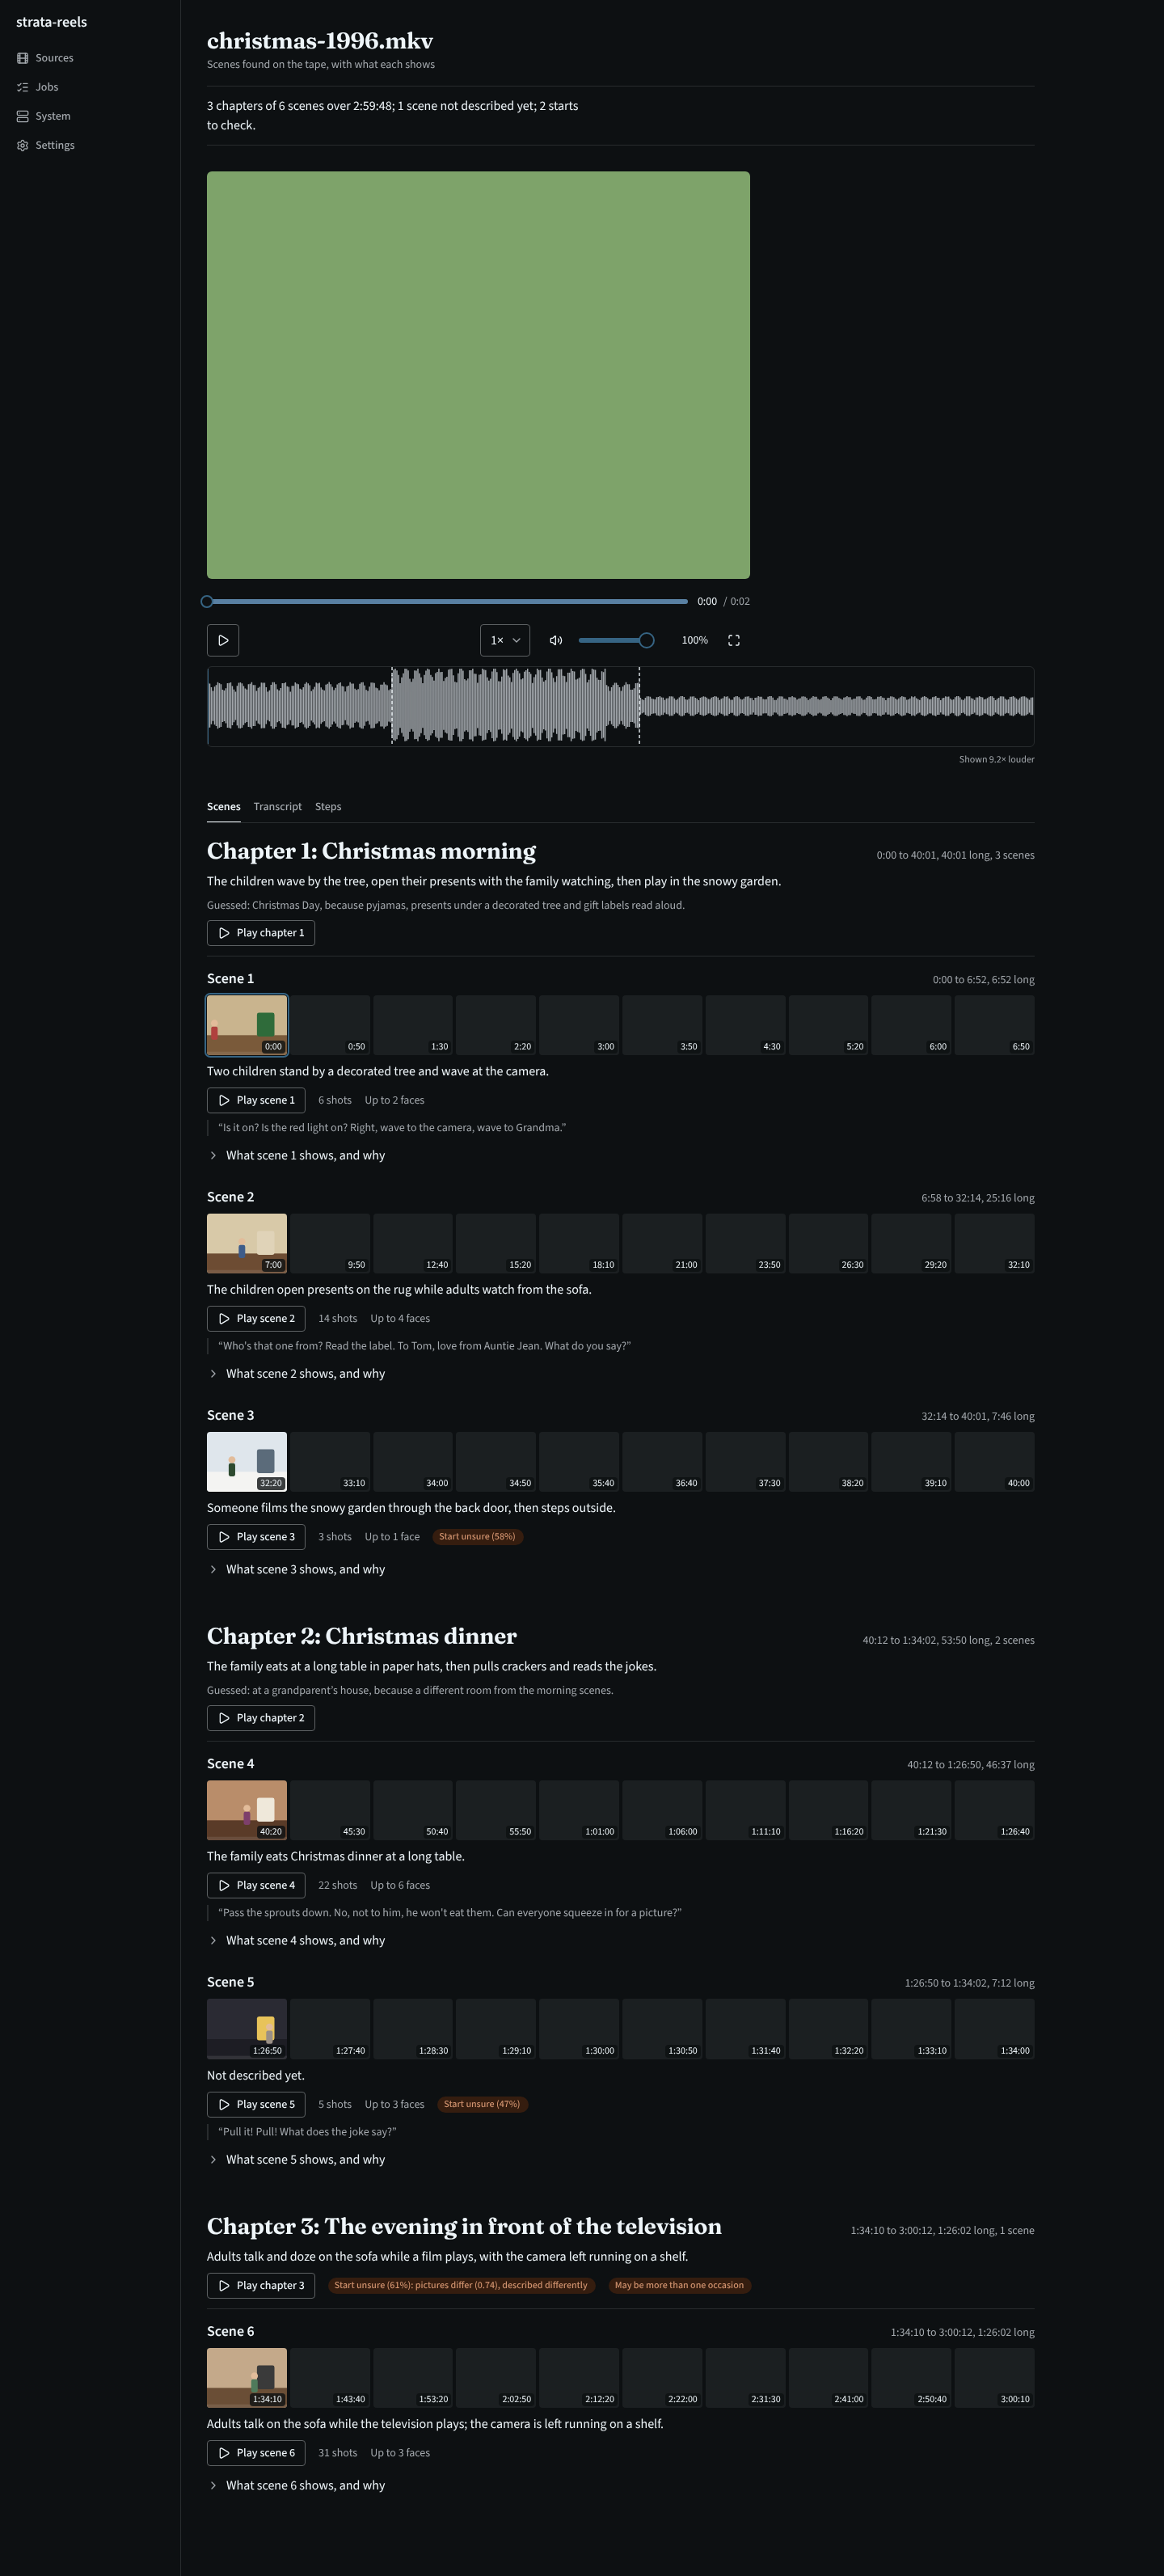 strata-reels
Sources
Jobs
System
Settings
christmas-1996.mkv
Scenes found on the tape, with what each shows
3 chapters of 6 scenes over 2:59:48; 1 scene not described yet; 2 starts
to check.
0:00 / 0:02
1× 100%
Shown 9.2× louder
Scenes Transcript Steps
Chapter 1: Christmas morning 0:00 to 40:01, 40:01 long, 3 scenes
The children wave by the tree, open their presents with the family watching, then play in the snowy garden.
Guessed: Christmas Day, because pyjamas, presents under a decorated tree and gift labels read aloud.
Play chapter 1
Scene 1 0:00 to 6:52, 6:52 long
0:00 0:50 1:30 2:20 3:00 3:50 4:30 5:20 6:00 6:50
Two children stand by a decorated tree and wave at the camera.
Play scene 1 6 shots Up to 2 faces
“Is it on? Is the red light on? Right, wave to the camera, wave to Grandma.”
What scene 1 shows, and why
Scene 2 6:58 to 32:14, 25:16 long
7:00 9:50 12:40 15:20 18:10 21:00 23:50 26:30 29:20 32:10
The children open presents on the rug while adults watch from the sofa.
Play scene 2 14 shots Up to 4 faces
“Who's that one from? Read the label. To Tom, love from Auntie Jean. What do you say?”
What scene 2 shows, and why
Scene 3 32:14 to 40:01, 7:46 long
32:20 33:10 34:00 34:50 35:40 36:40 37:30 38:20 39:10 40:00
Someone films the snowy garden through the back door, then steps outside.
Play scene 3 3 shots Up to 1 face Start unsure (58%)
What scene 3 shows, and why
Chapter 2: Christmas dinner 40:12 to 1:34:02, 53:50 long, 2 scenes
The family eats at a long table in paper hats, then pulls crackers and reads the jokes.
Guessed: at a grandparent’s house, because a different room from the morning scenes.
Play chapter 2
Scene 4 40:12 to 1:26:50, 46:37 long
40:20 45:30 50:40 55:50 1:01:00 1:06:00 1:11:10 1:16:20 1:21:30 1:26:40
The family eats Christmas dinner at a long table.
Play scene 4 22 shots Up to 6 faces
“Pass the sprouts down. No, not to him, he won't eat them. Can everyone squeeze in for a picture?”
What scene 4 shows, and why
Scene 5 1:26:50 to 1:34:02, 7:12 long
1:26:50 1:27:40 1:28:30 1:29:10 1:30:00 1:30:50 1:31:40 1:32:20 1:33:10 1:34:00
Not described yet.
Play scene 5 5 shots Up to 3 faces Start unsure (47%)
“Pull it! Pull! What does the joke say?”
What scene 5 shows, and why
Chapter 3: The evening in front of the television 1:34:10 to 3:00:12, 1:26:02 long, 1 scene
Adults talk and doze on the sofa while a film plays, with the camera left running on a shelf.
Play chapter 3 Start unsure (61%): pictures differ (0.74), described differently May be more than one occasion
Scene 6 1:34:10 to 3:00:12, 1:26:02 long
1:34:10 1:43:40 1:53:20 2:02:50 2:12:20 2:22:00 2:31:30 2:41:00 2:50:40 3:00:10
Adults talk on the sofa while the television plays; the camera is left running on a shelf.
Play scene 6 31 shots Up to 3 faces
What scene 6 shows, and why